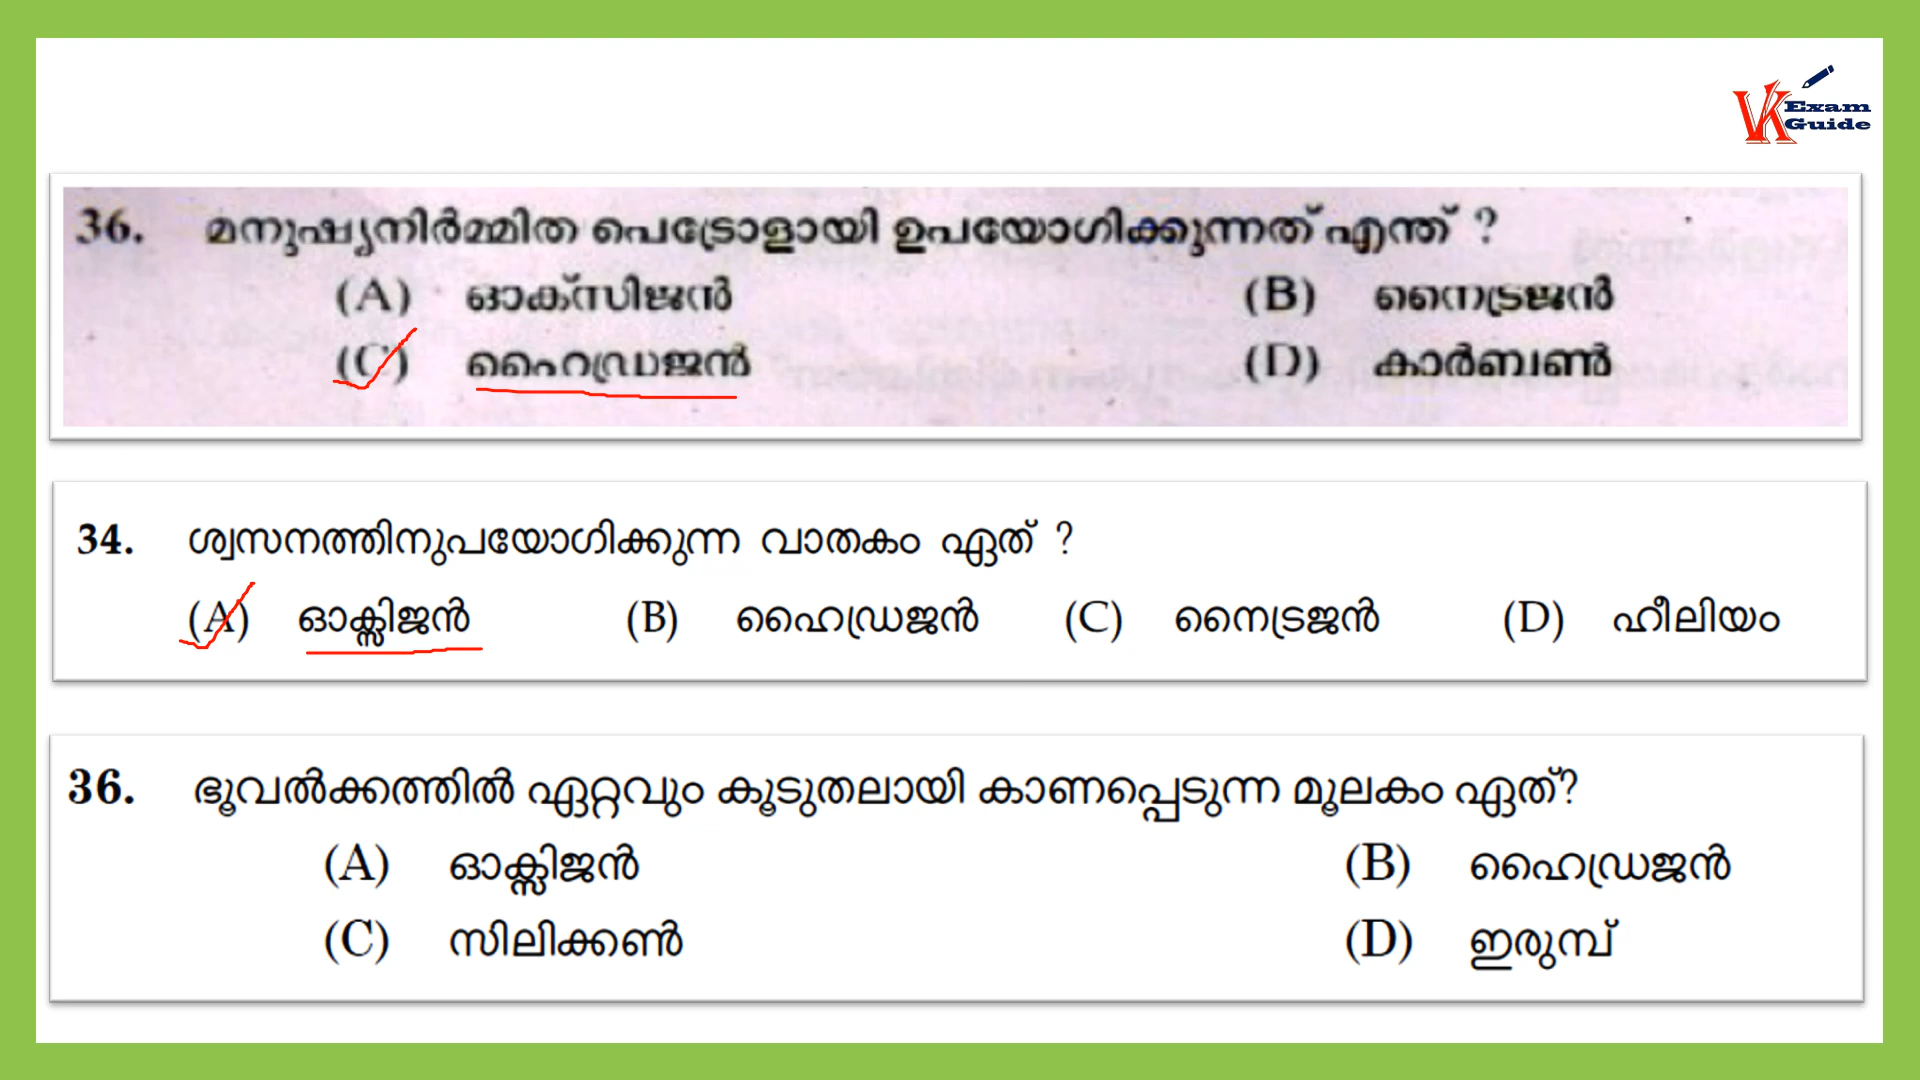 VK Exam Guide
36. മനുഷ്യനിർമ്മിത പെട്രോളായി ഉപയോഗിക്കുന്നത് എന്ത് ?
(A) ഓക്സിജൻ (B) നൈട്രജൻ
(C) ഹൈഡ്രജൻ (D) കാർബൺ
34. ശ്വസനത്തിനുപയോഗിക്കുന്ന വാതകം ഏത് ?
(A) ഓക്സിജൻ (B) ഹൈഡ്രജൻ (C) നൈട്രജൻ (D) ഹീലിയം
36. ഭൂവൽക്കത്തിൽ ഏറ്റവും കൂടുതലായി കാണപ്പെടുന്ന മൂലകം ഏത്?
(A) ഓക്സിജൻ (B) ഹൈഡ്രജൻ
(C) സിലിക്കൺ (D) ഇരുമ്പ്